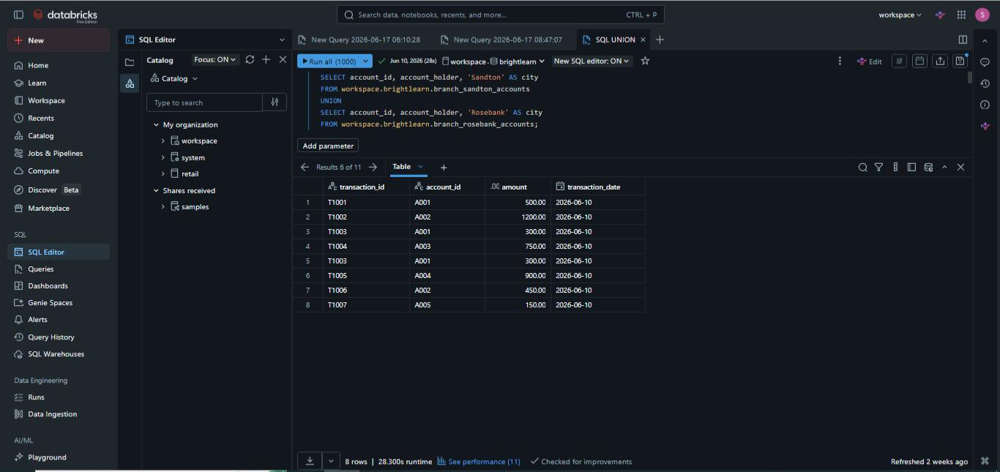 databricks
Free Edition
Search data, notebooks, recents, and more...
CTRL + P
workspace
S
New
Home
Learn
Workspace
Recents
Catalog
Jobs & Pipelines
Compute
Discover Beta
Marketplace
SQL
SQL Editor
Queries
Dashboards
Genie Spaces
Alerts
Query History
SQL Warehouses
Data Engineering
Runs
Data Ingestion
AI/ML
Playground
SQL Editor
Catalog Focus: ON
Catalog
Type to search
My organization
workspace
system
retail
Shares received
samples
New Query 2026-06-17 06:10:28
New Query 2026-06-17 08:47:07
SQL UNION
Run all (1000) Jun 10, 2026 (28s) workspace. brightlearn New SQL editor: ON Edit
SELECT account_id, account_holder, 'Sandton' AS city
FROM workspace.brightlearn.branch_sandton_accounts
UNION
SELECT account_id, account_holder, 'Rosebank' AS city
FROM workspace.brightlearn.branch_rosebank_accounts;
Add parameter
Results 6 of 11 Table +
transaction_id account_id .00 amount transaction_date
1 T1001 A001 500.00 2026-06-10
2 T1002 A002 1200.00 2026-06-10
3 T1003 A001 300.00 2026-06-10
4 T1004 A003 750.00 2026-06-10
5 T1003 A001 300.00 2026-06-10
6 T1005 A004 900.00 2026-06-10
7 T1006 A002 450.00 2026-06-10
8 T1007 A005 150.00 2026-06-10
8 rows | 28.300s runtime See performance (11) Checked for improvements
Refreshed 2 weeks ago